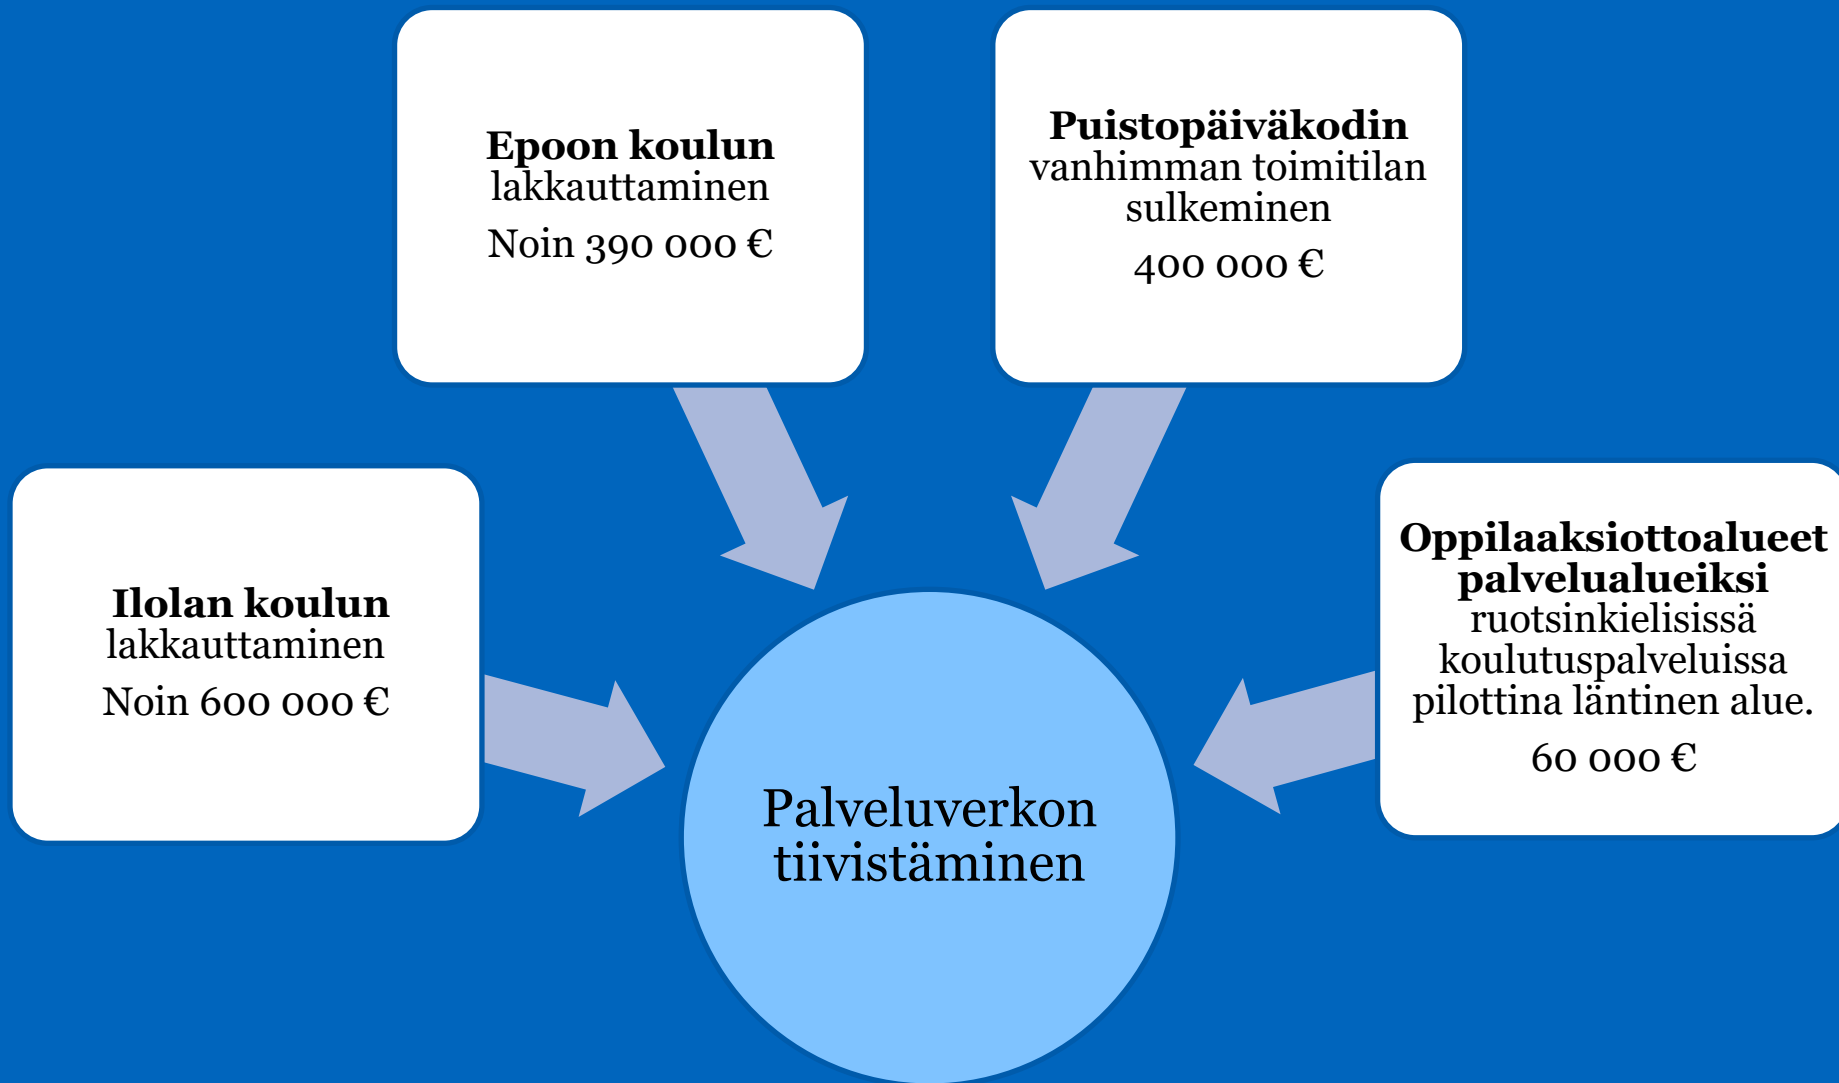 Epoon koulun
lakkauttaminen
Noin 390 000 €
Puistopäiväkodin
vanhimman toimitilan
sulkeminen
400 000 €
Ilolan koulun
lakkauttaminen
Noin 600 000 €
Oppilaaksiottoalueet
palvelualueiksi
ruotsinkielisissä
koulutuspalveluissa
pilottina läntinen alue.
60 000 €
Palveluverkon
tiivistäminen